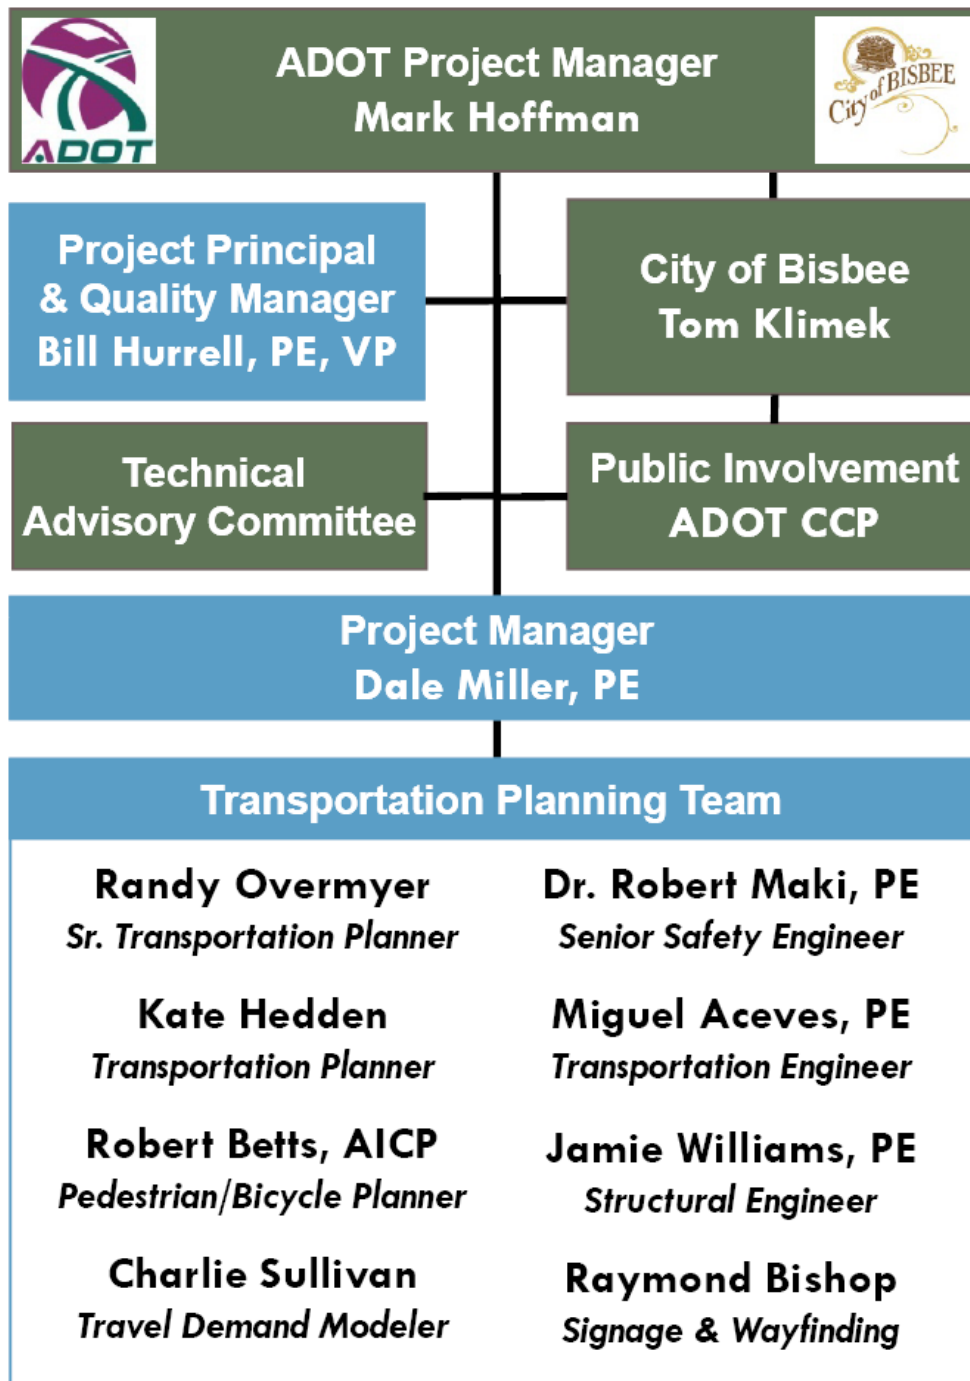 ADOT
ADOT Project Manager
Mark Hoffman
City of BISBEE
Project Principal
& Quality Manager
Bill Hurrell, PE, VP
City of Bisbee
Tom Klimek
Technical
Advisory Committee
Public Involvement
ADOT CCP
Project Manager
Dale Miller, PE
Transportation Planning Team
Randy Overmyer
Sr. Transportation Planner
Kate Hedden
Transportation Planner
Robert Betts, AICP
Pedestrian/Bicycle Planner
Charlie Sullivan
Travel Demand Modeler
Dr. Robert Maki, PE
Senior Safety Engineer
Miguel Aceves, PE
Transportation Engineer
Jamie Williams, PE
Structural Engineer
Raymond Bishop
Signage & Wayfinding